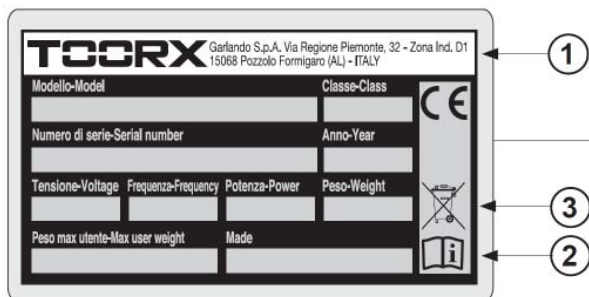 TOORX
Garlando S.p.A. Via Regione Piemonte, 32 - Zona Ind. D1
15068 Pozzolo Formigaro (AL) - ITALY
1
Modello-Model Classe-Class
CE
Numero di serie-Serial number Anno-Year
Tensione-Voltage Frequenza-Frequency Potenza-Power Peso-Weight
3
Peso max utente-Max user weight Made
i
2